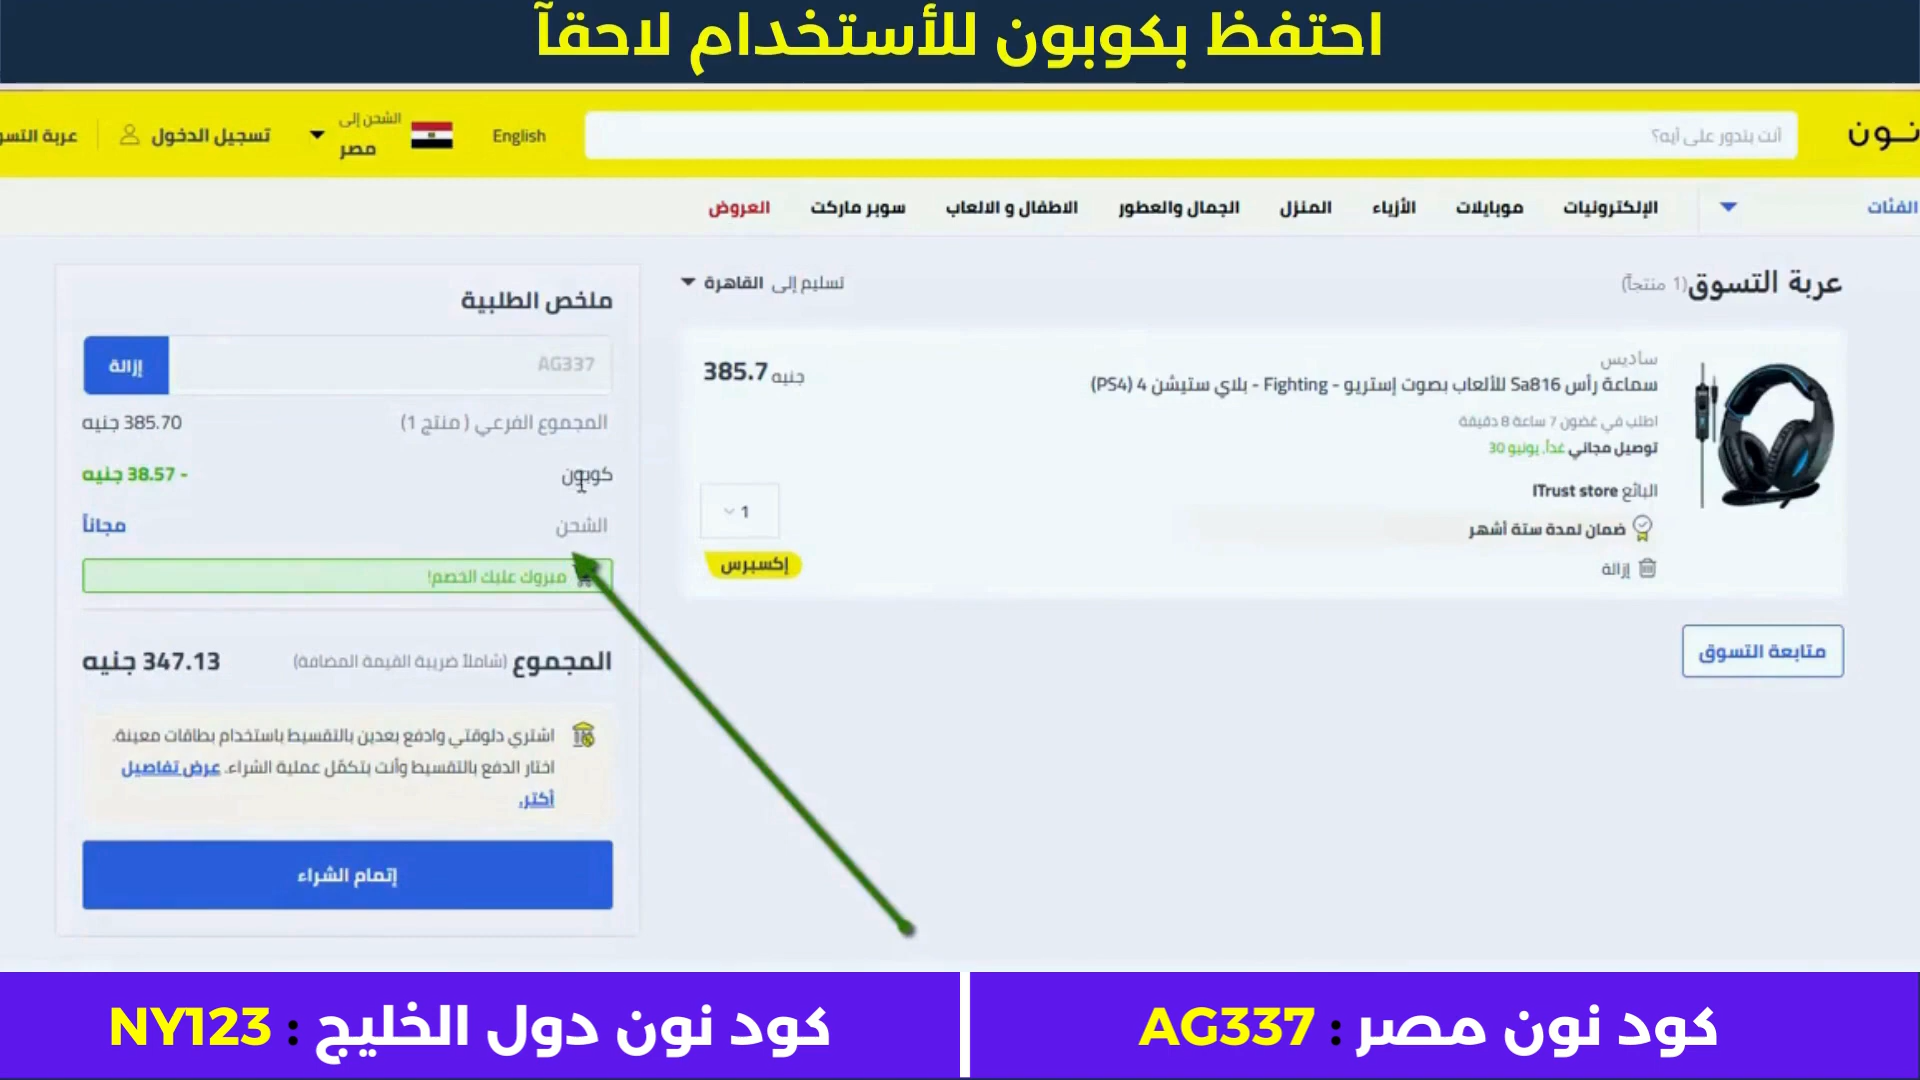 احتفظ بكوبون للأستخدام لاحقآ
نون
أنت بتدور على أيه؟
English
الشحن إلى
مصر
تسجيل الدخول
عربة التسو
الفئات
الإلكترونيات
موبايلات
الأزياء
المنزل
الجمال والعطور
الاطفال و الالعاب
سوبر ماركت
العروض
عربة التسوق (1 منتجاً)
تسليم إلى القاهرة
ساديس
سماعة رأس Sa816 للألعاب بصوت إستريو - Fighting - بلاي ستيشن 4 (PS4)
جنيه 385.7
اطلب في غضون 7 ساعة 8 دقيقة
توصيل مجاني غداً, يونيو 30
البائع ITrust store
ضمان لمدة ستة أشهر
إزالة
1
إكسبرس
متابعة التسوق
ملخص الطلبية
AG337
إزالة
المجموع الفرعي ( منتج 1)
385.70 جنيه
كوبون
- 38.57 جنيه
الشحن
مجاناً
مبروك عليك الخصم!
المجموع (شاملاً ضريبة القيمة المضافة)
347.13 جنيه
اشتري دلوقتي وادفع بعدين بالتقسيط باستخدام بطاقات معينة.
اختار الدفع بالتقسيط وأنت بتكمّل عملية الشراء. عرض تفاصيل
أكتر.
إتمام الشراء
كود نون مصر : AG337
كود نون دول الخليج : NY123